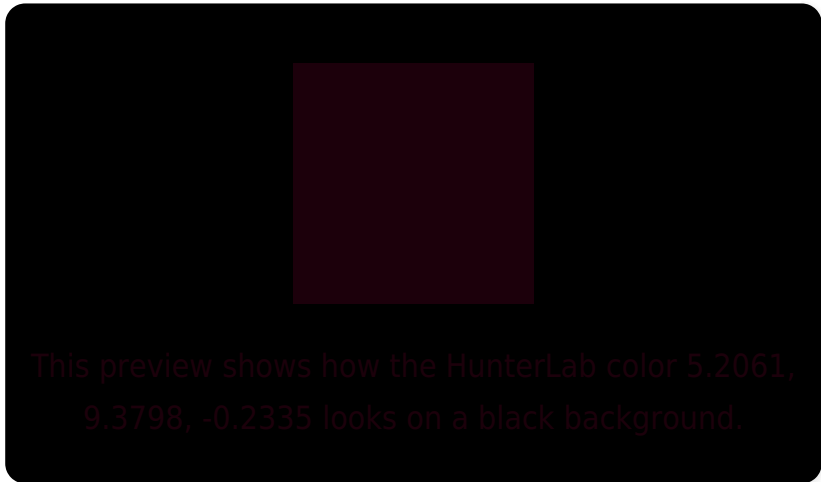 This preview shows how the HunterLab color 5.2061,
9.3798, -0.2335 looks on a black background.